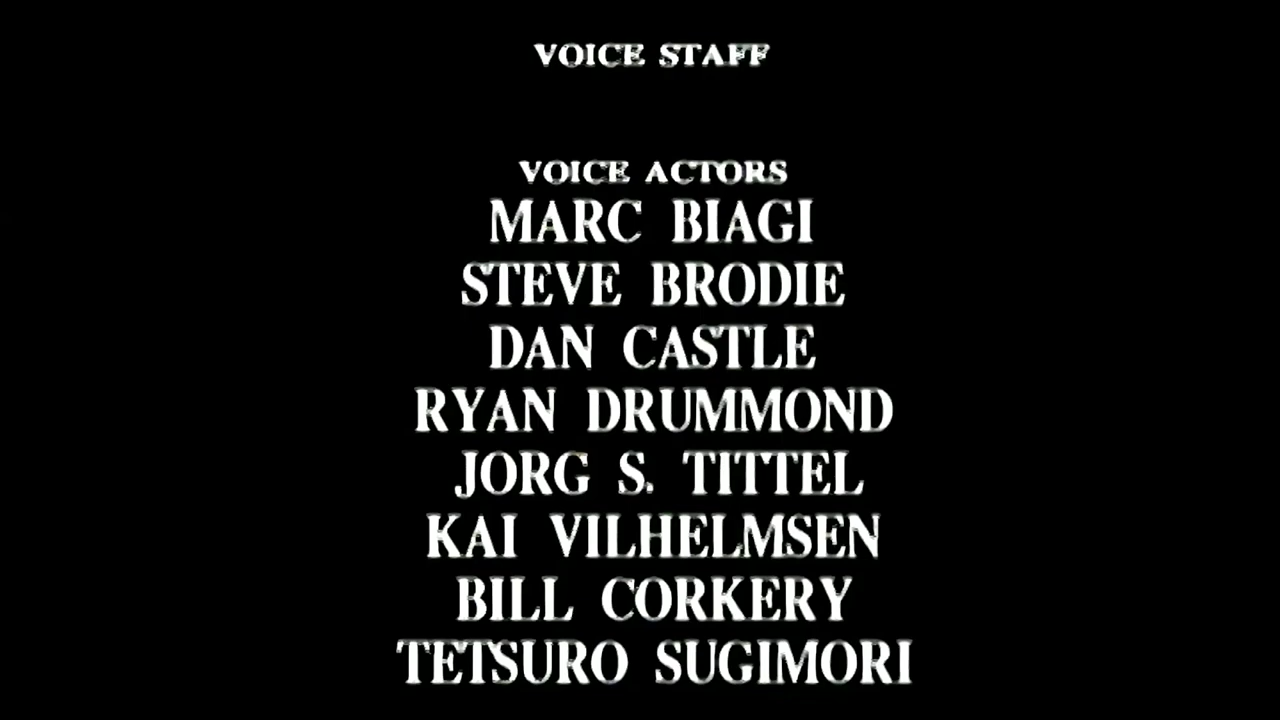 VOICE STAFF
VOICE ACTORS
MARC BIAGI
STEVE BRODIE
DAN CASTLE
RYAN DRUMMOND
JORG S. TITTEL
KAI VILHELMSEN
BILL CORKERY
TETSURO SUGIMORI